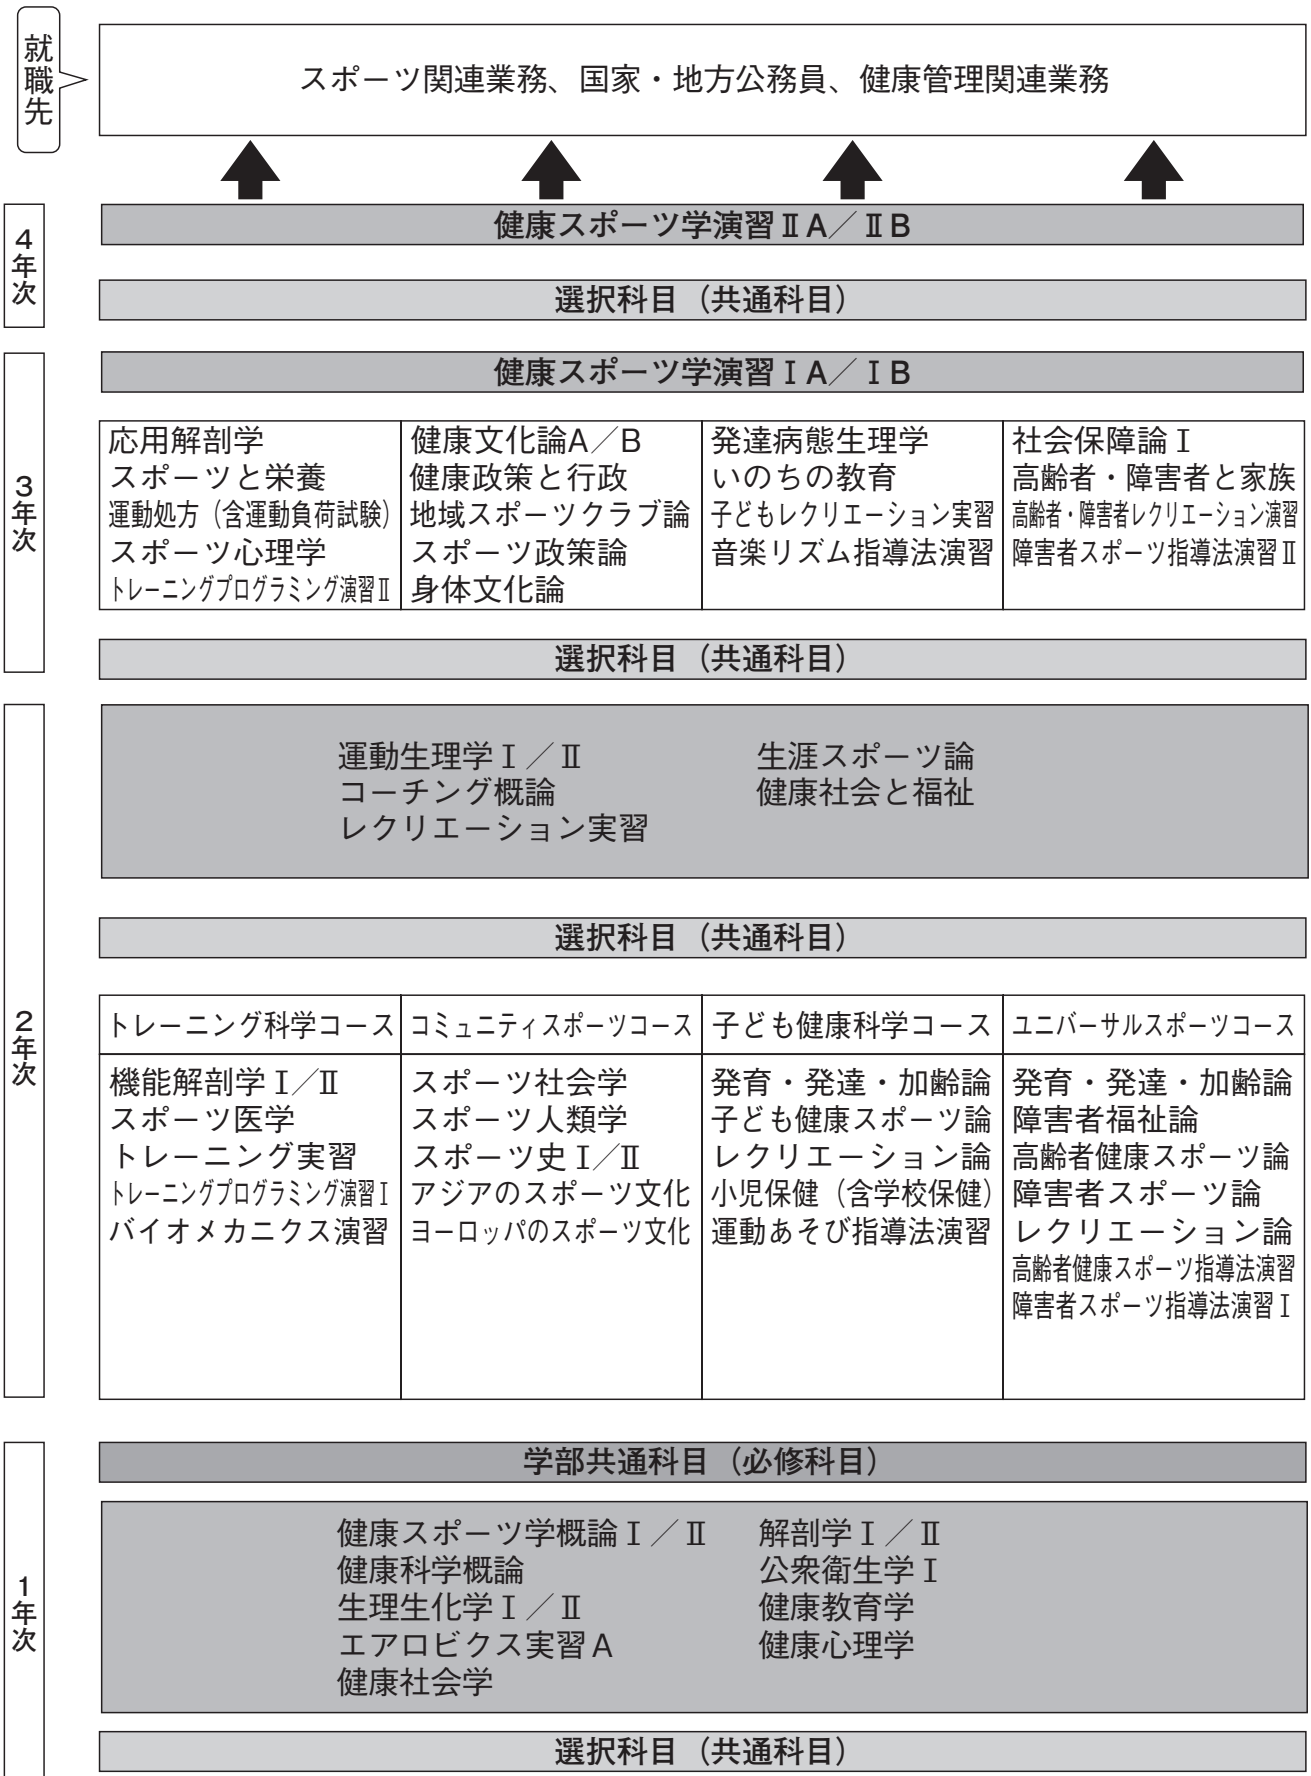 就職先
スポーツ関連業務、国家・地方公務員、健康管理関連業務
4年次
健康スポーツ学演習ⅡA／ⅡB
選択科目（共通科目）
3年次
健康スポーツ学演習ⅠA／ⅠB
応用解剖学
スポーツと栄養
運動処方（含運動負荷試験）
スポーツ心理学
トレーニングプログラミング演習Ⅱ
健康文化論A／B
健康政策と行政
地域スポーツクラブ論
スポーツ政策論
身体文化論
発達病態生理学
いのちの教育
子どもレクリエーション実習
音楽リズム指導法演習
社会保障論Ⅰ
高齢者・障害者と家族
高齢者・障害者レクリエーション演習
障害者スポーツ指導法演習Ⅱ
選択科目（共通科目）
2年次
運動生理学Ⅰ／Ⅱ
コーチング概論
レクリエーション実習
生涯スポーツ論
健康社会と福祉
選択科目（共通科目）
トレーニング科学コース
機能解剖学Ⅰ／Ⅱ
スポーツ医学
トレーニング実習
トレーニングプログラミング演習Ⅰ
バイオメカニクス演習
コミュニティスポーツコース
スポーツ社会学
スポーツ人類学
スポーツ史Ⅰ／Ⅱ
アジアのスポーツ文化
ヨーロッパのスポーツ文化
子ども健康科学コース
発育・発達・加齢論
子ども健康スポーツ論
レクリエーション論
小児保健（含学校保健）
運動あそび指導法演習
ユニバーサルスポーツコース
発育・発達・加齢論
障害者福祉論
高齢者健康スポーツ論
障害者スポーツ論
レクリエーション論
高齢者健康スポーツ指導法演習
障害者スポーツ指導法演習Ⅰ
1年次
学部共通科目（必修科目）
健康スポーツ学概論Ⅰ／Ⅱ
健康科学概論
生理生化学Ⅰ／Ⅱ
エアロビクス実習A
健康社会学
解剖学Ⅰ／Ⅱ
公衆衛生学Ⅰ
健康教育学
健康心理学
選択科目（共通科目）